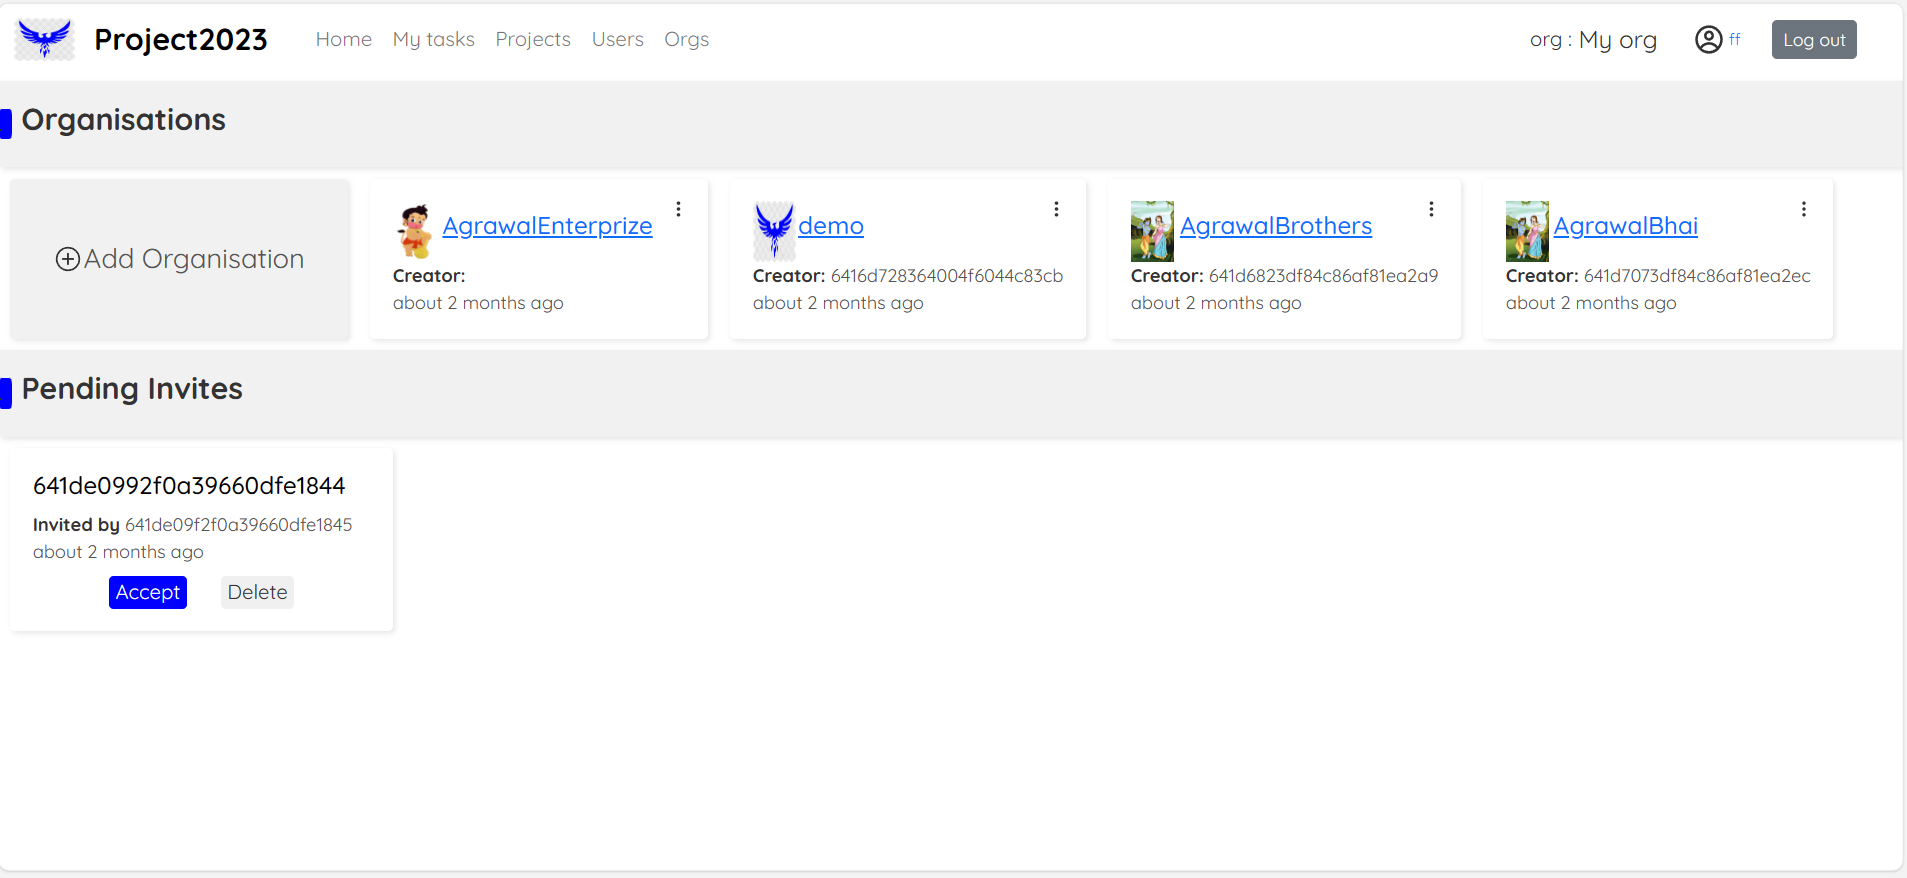 Project2023 Home My tasks Projects Users Orgs org : My org ff Log out
Organisations
Add Organisation
AgrawalEnterprize
Creator:
about 2 months ago
demo
Creator: 6416d728364004f6044c83cb
about 2 months ago
AgrawalBrothers
Creator: 641d6823df84c86af81ea2a9
about 2 months ago
AgrawalBhai
Creator: 641d7073df84c86af81ea2ec
about 2 months ago
Pending Invites
641de0992f0a39660dfe1844
Invited by 641de09f2f0a39660dfe1845
about 2 months ago
Accept Delete